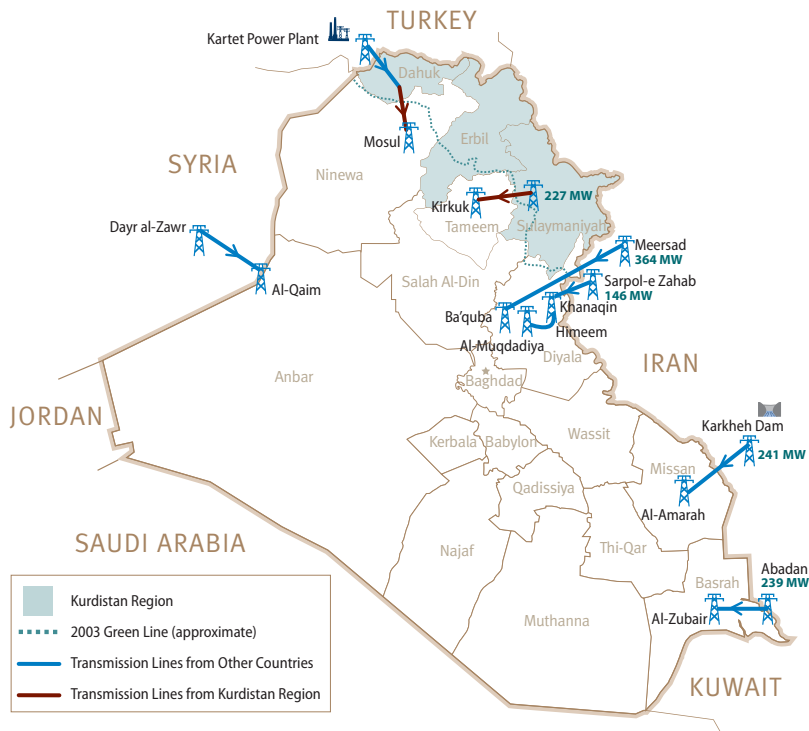 TURKEY
Kartet Power Plant
Dahuk
Mosul
Erbil
SYRIA
Ninewa
227 MW
Kirkuk
Tameem
Sulaymaniyah
Dayr al-Zawr
Meersad
364 MW
Salah Al-Din
Sarpol-e Zahab
146 MW
Al-Qaim
Khanaqin
Ba'quba
Himeem
Al-Muqdadiya
Diyala
IRAN
Anbar
Baghdad
JORDAN
Karkheh Dam
Wassit
Kerbala
Babylon
241 MW
Missan
Qadissiya
Al-Amarah
SAUDI ARABIA
Najaf
Thi-Qar
Abadan
239 MW
Basrah
Al-Zubair
Muthanna
KUWAIT
Kurdistan Region
2003 Green Line (approximate)
Transmission Lines from Other Countries
Transmission Lines from Kurdistan Region